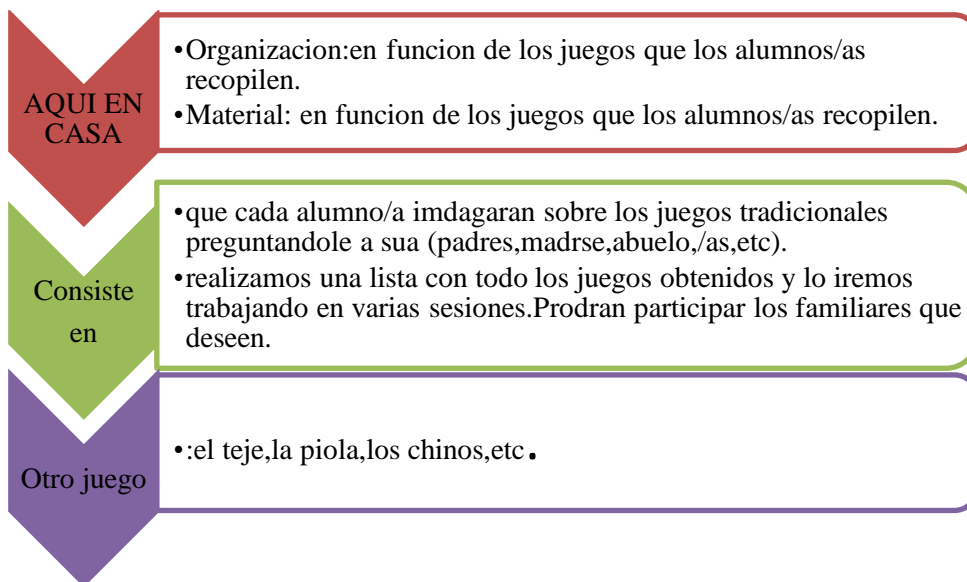 AQUI EN
CASA
•Organizacion:en funcion de los juegos que los alumnos/as
recopilen.
•Material: en funcion de los juegos que los alumnos/as recopilen.
Consiste
en
•que cada alumno/a imdagaran sobre los juegos tradicionales
preguntandole a sua (padres,madrse,abuelo,/as,etc).
•realizamos una lista con todo los juegos obtenidos y lo iremos
trabajando en varias sesiones.Prodran participar los familiares que
deseen.
Otro juego
•:el teje,la piola,los chinos,etc.